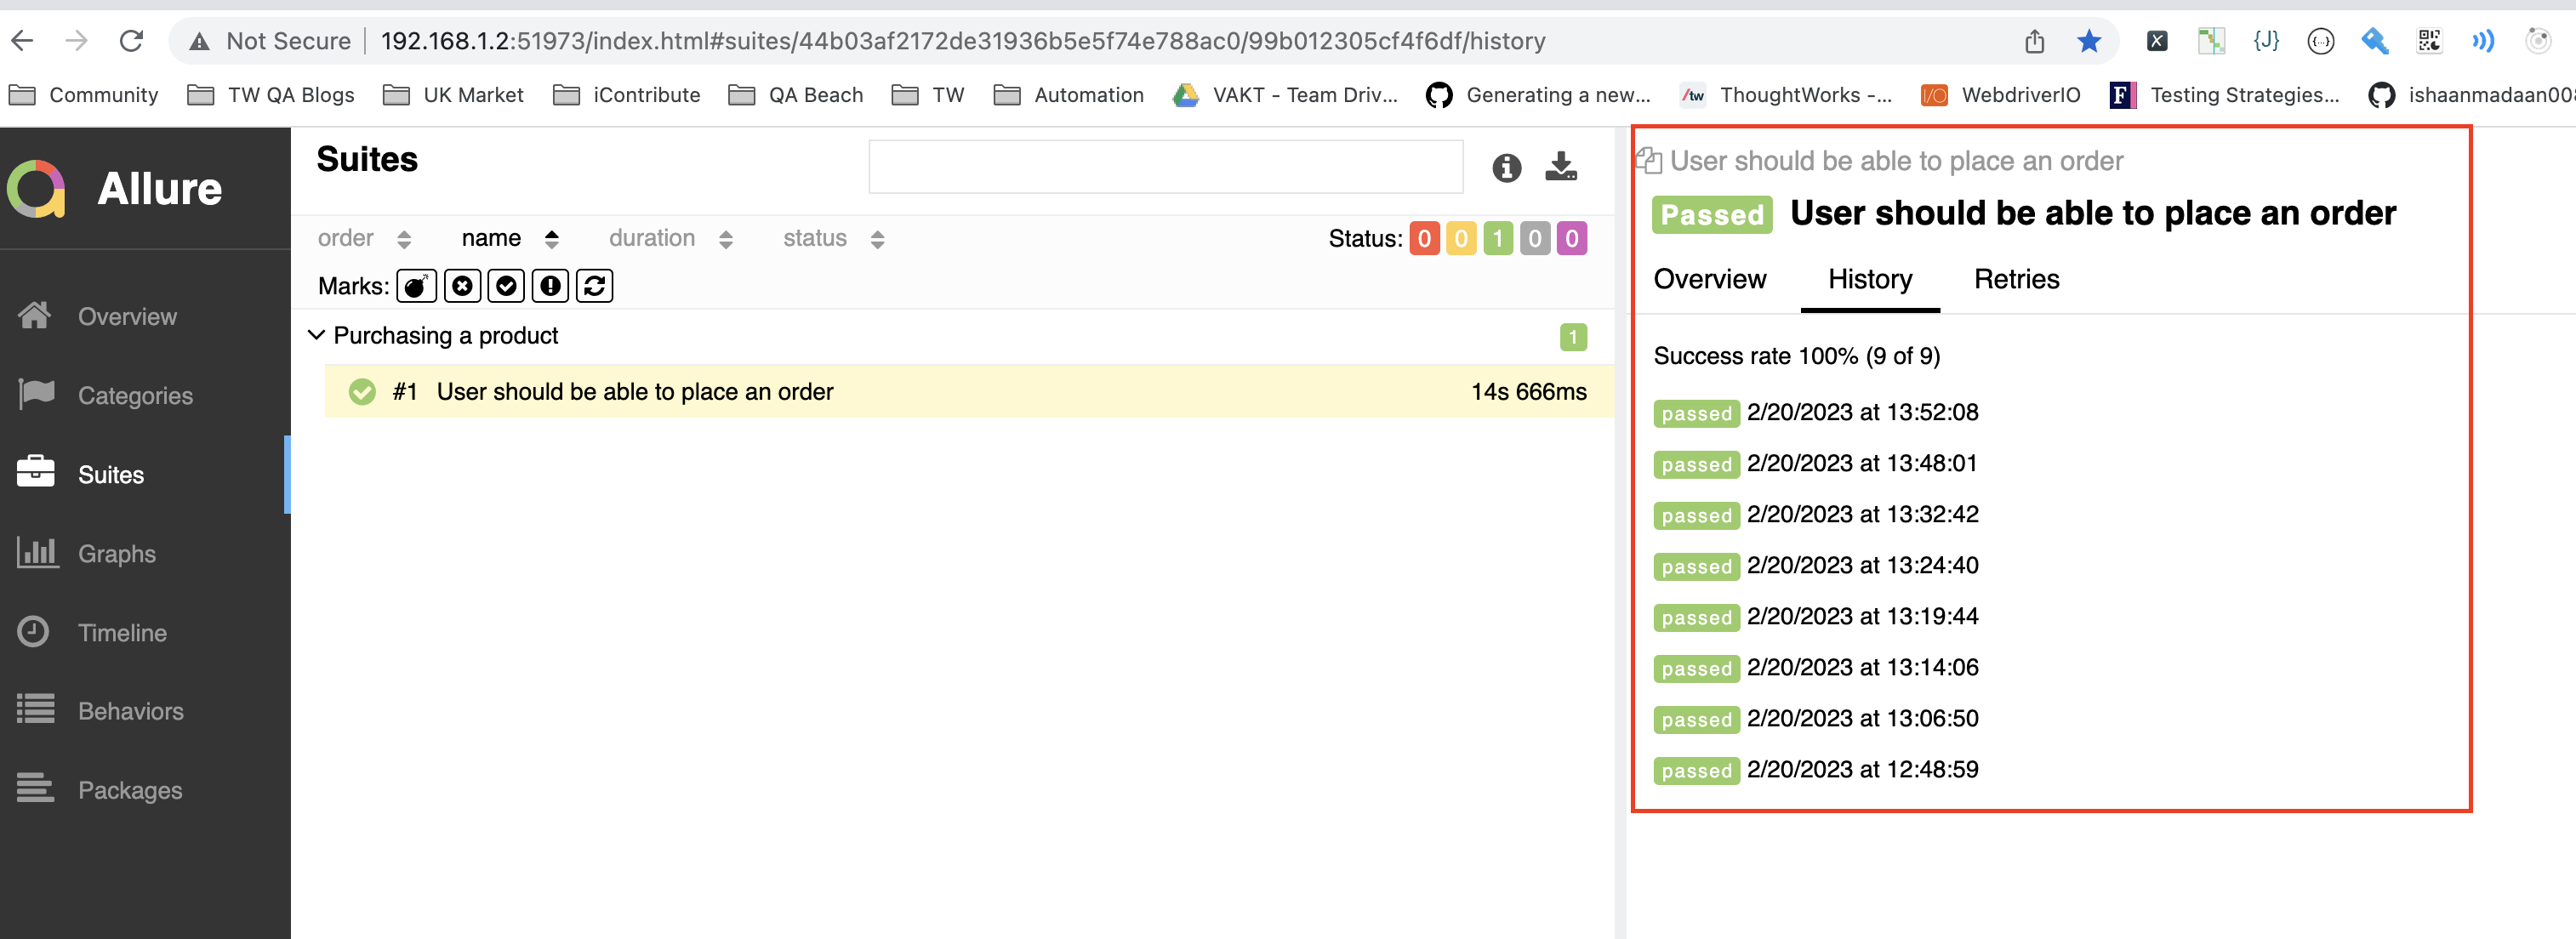 Not Secure 192.168.1.2:51973/index.html#suites/44b03af2172de31936b5e5f74e788ac0/99b012305cf4f6df/history
Community TW QA Blogs UK Market iContribute QA Beach TW Automation VAKT - Team Driv... Generating a new... /tw ThoughtWorks -... I/O WebdriverIO F Testing Strategies... ishaanmadaan00
Allure
Overview
Categories
Suites
Graphs
Timeline
Behaviors
Packages
Suites
order name duration status Status: 0 0 1 0 0
Marks:
Purchasing a product 1
#1 User should be able to place an order 14s 666ms
User should be able to place an order
Passed User should be able to place an order
Overview History Retries
Success rate 100% (9 of 9)
passed 2/20/2023 at 13:52:08
passed 2/20/2023 at 13:48:01
passed 2/20/2023 at 13:32:42
passed 2/20/2023 at 13:24:40
passed 2/20/2023 at 13:19:44
passed 2/20/2023 at 13:14:06
passed 2/20/2023 at 13:06:50
passed 2/20/2023 at 12:48:59